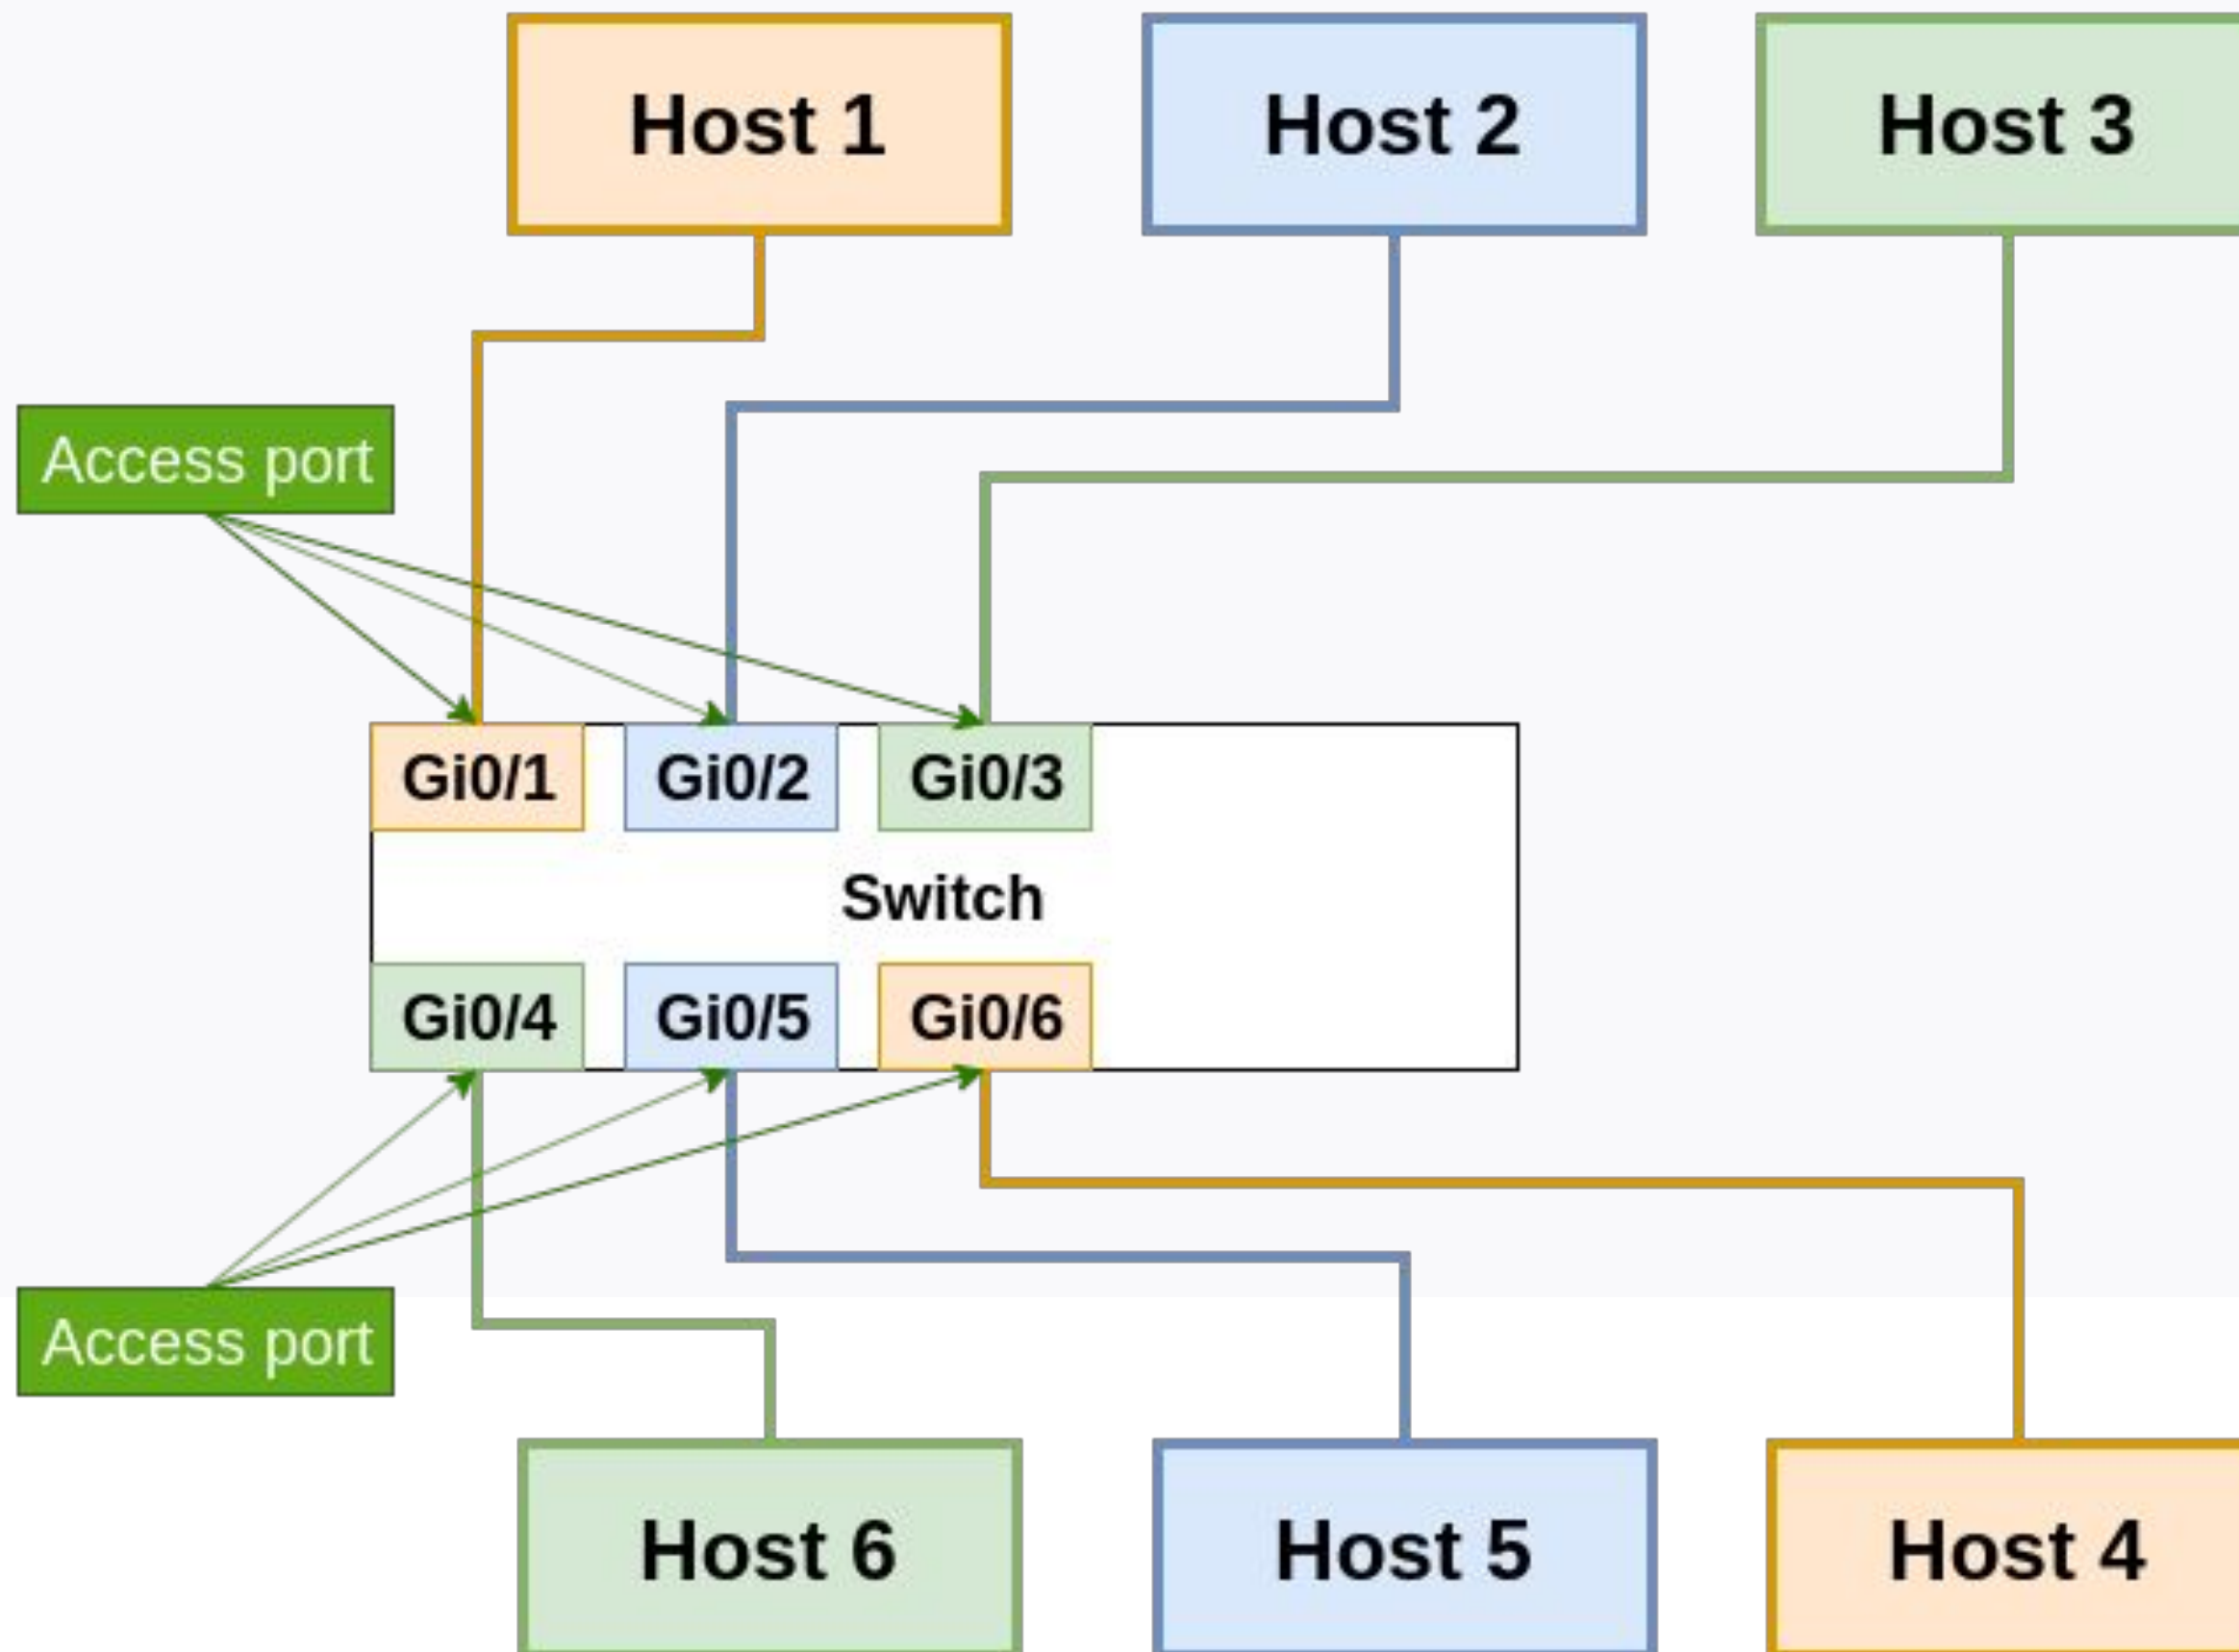 Host 1
Host 2
Host 3
Access port
Gi0/1
Gi0/2
Gi0/3
Switch
Gi0/4
Gi0/5
Gi0/6
Access port
Host 6
Host 5
Host 4